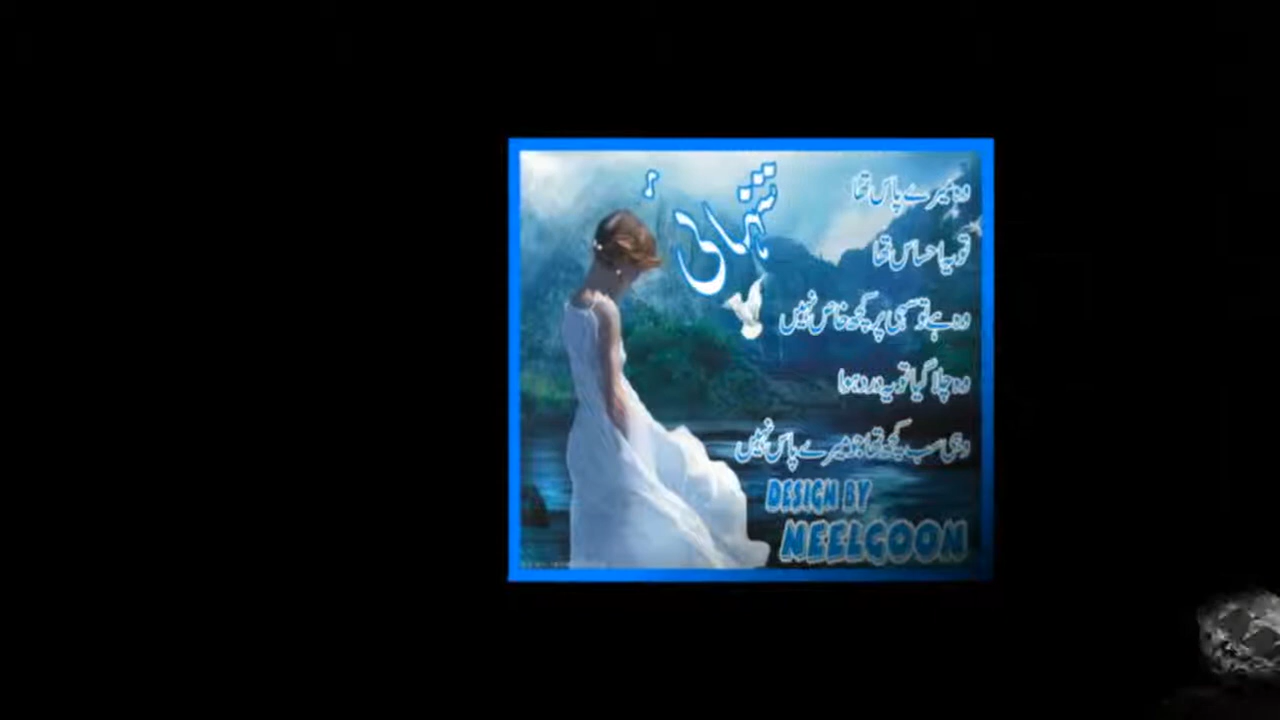 تنہائی
وہ میرے پاس تھا
تو یہ احساس تھا
وہ ہے تو سہی پر کچھ خاص نہیں
وہ چلا گیا تو یہ درد ہوا
وہی سب کچھ تھا جو میرے پاس نہیں
DESIGN BY
NEELGOON